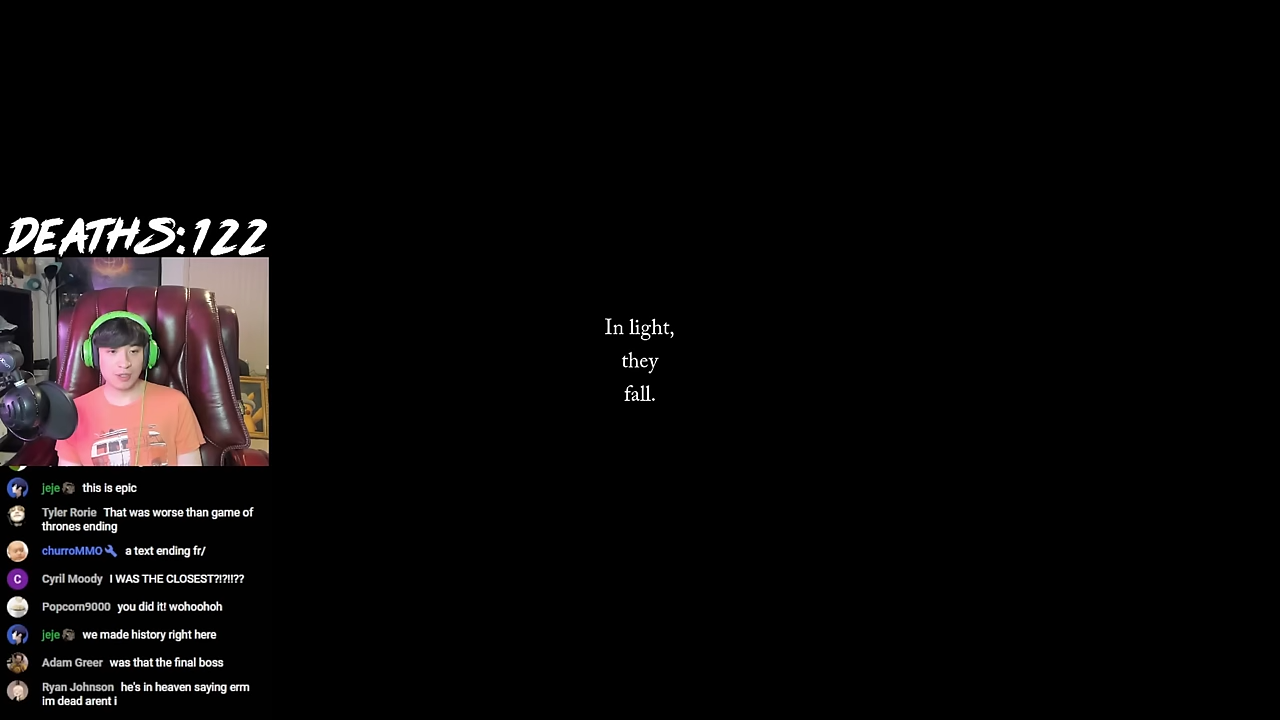 DEATHS:122
In light,
they
fall.
jeje this is epic
Tyler Rorie That was worse than game of
thrones ending
churroMMO a text ending fr/
C
Cyril Moody I WAS THE CLOSEST?!?!!??
Popcorn9000 you did it! wohoohoh
jeje we made history right here
Adam Greer was that the final boss
Ryan Johnson he's in heaven saying erm
im dead arent i